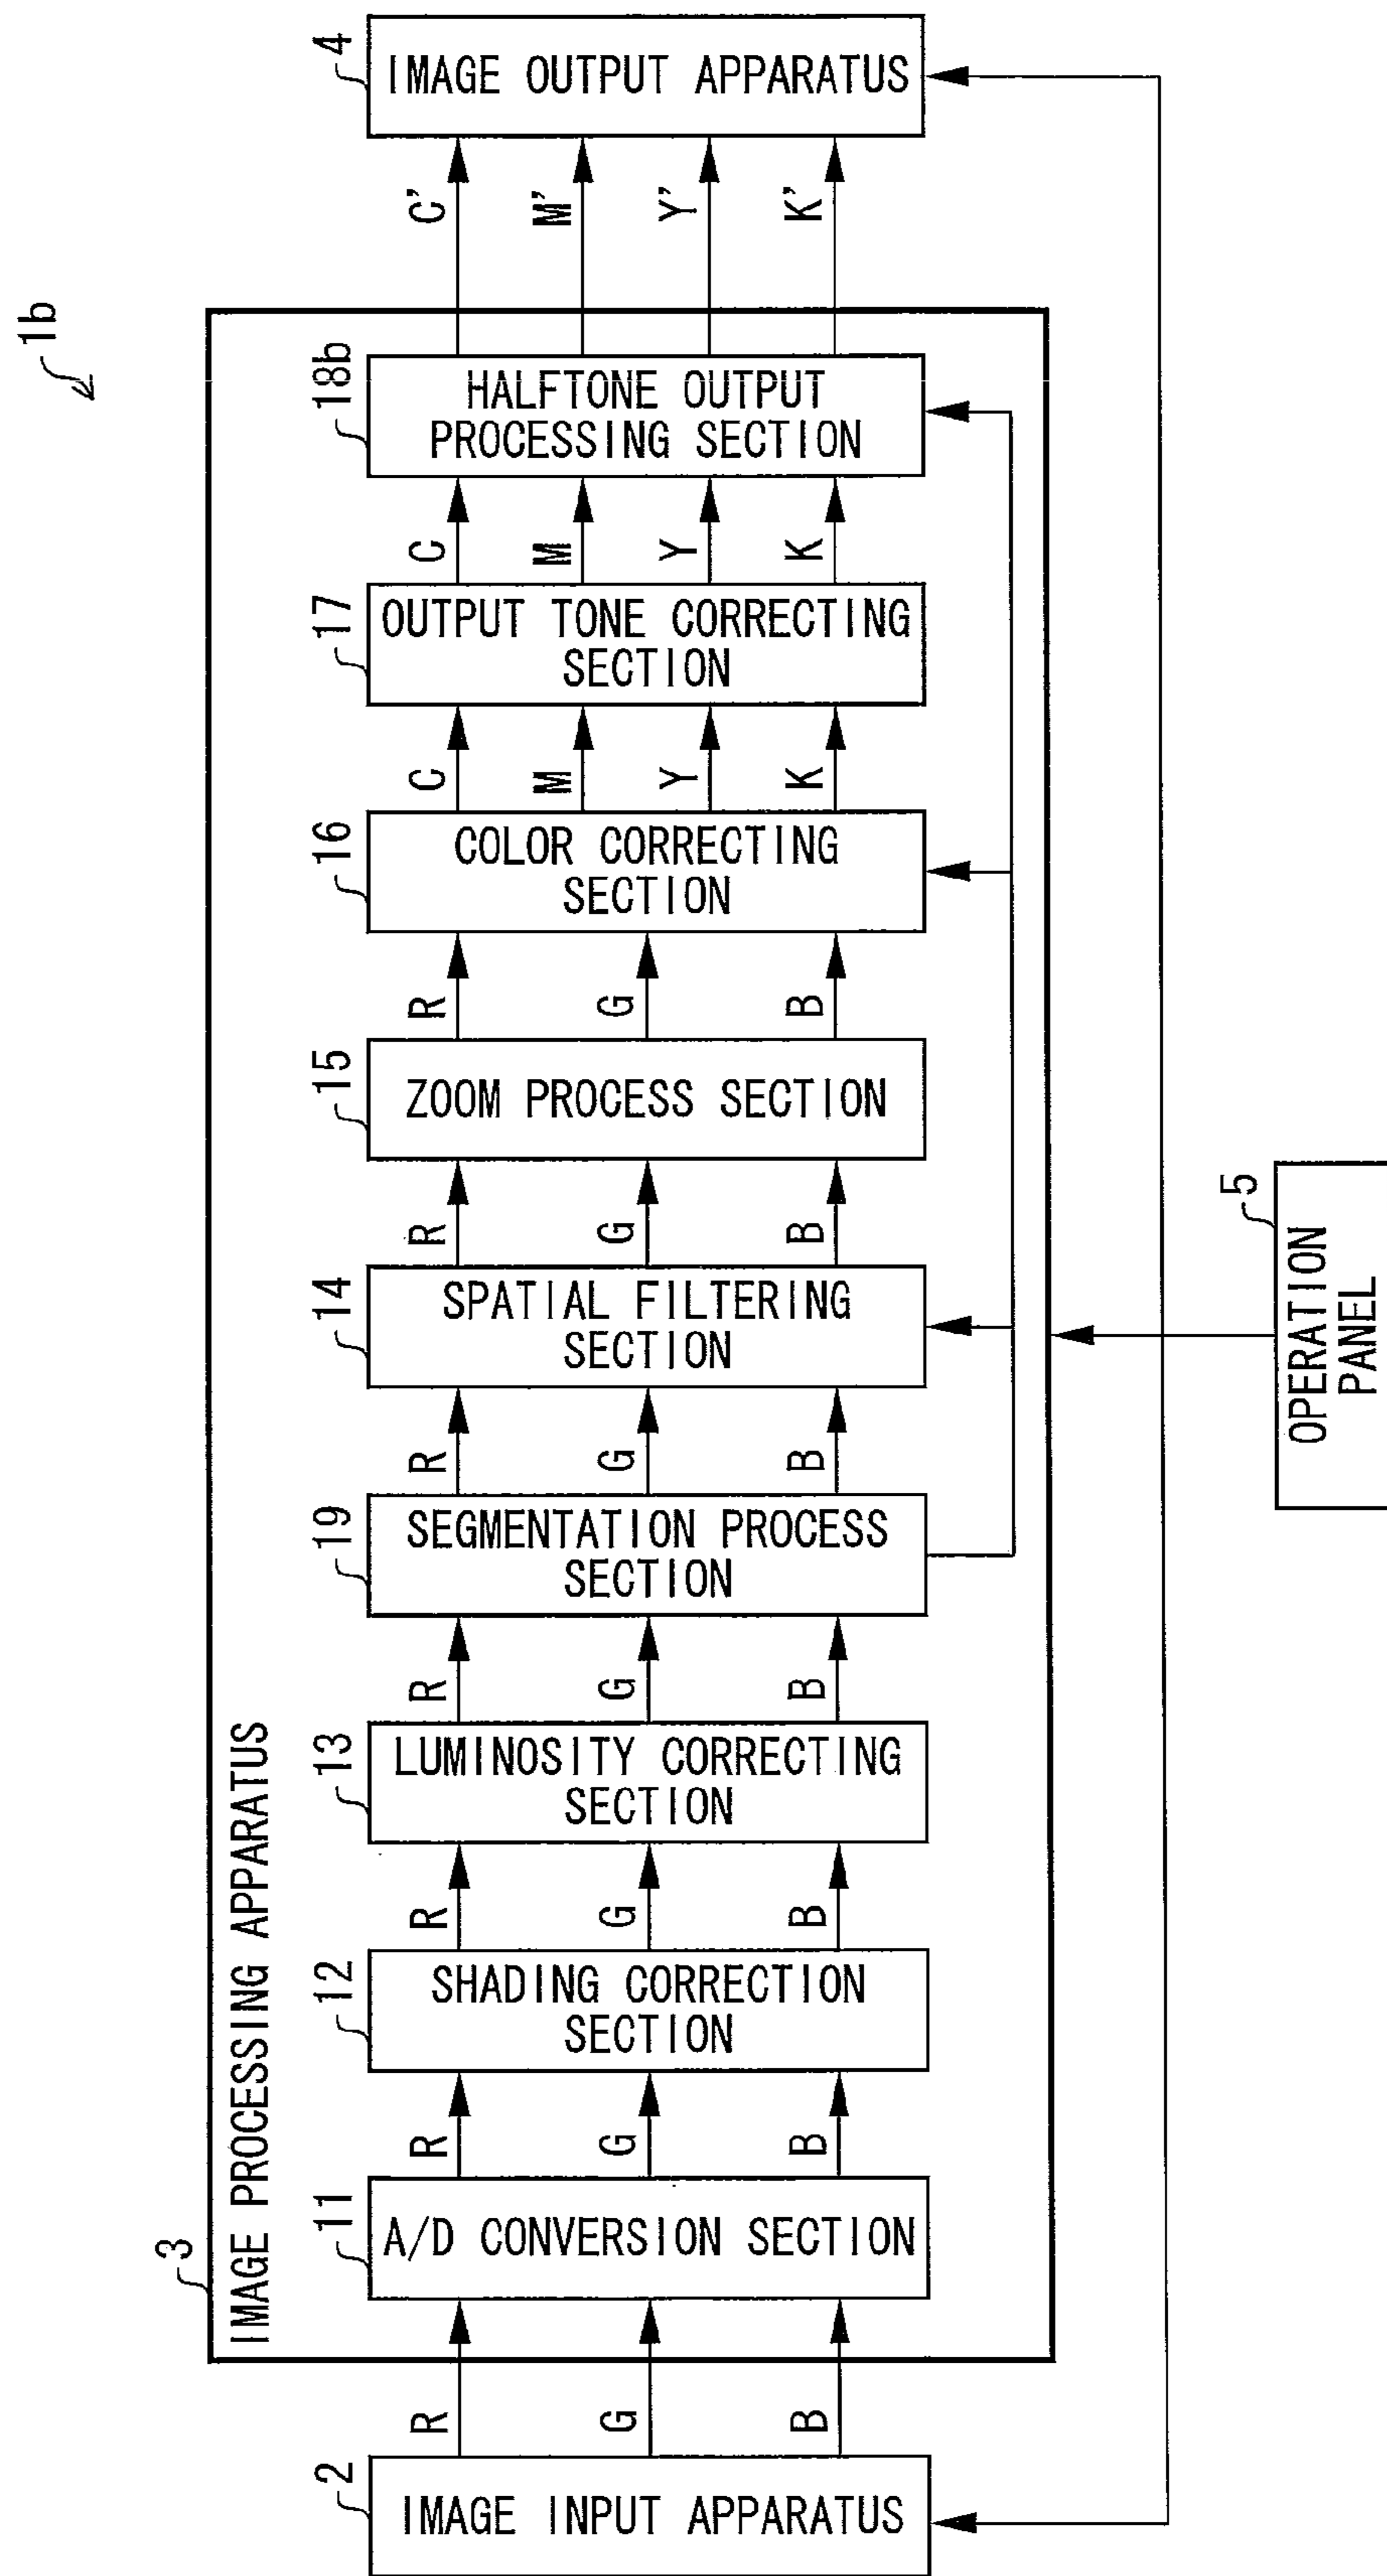 1b
3
IMAGE PROCESSING APPARATUS
2
IMAGE INPUT APPARATUS
R
G
B
11
A/D CONVERSION SECTION
R
G
B
12
SHADING CORRECTION
SECTION
R
G
B
13
LUMINOSITY CORRECTING
SECTION
R
G
B
19
SEGMENTATION PROCESS
SECTION
R
G
B
14
SPATIAL FILTERING
SECTION
R
G
B
15
ZOOM PROCESS SECTION
R
G
B
16
COLOR CORRECTING
SECTION
C
M
Y
K
17
OUTPUT TONE CORRECTING
SECTION
C
M
Y
K
18b
HALFTONE OUTPUT
PROCESSING SECTION
C'
M'
Y'
K'
4
IMAGE OUTPUT APPARATUS
5
OPERATION
PANEL